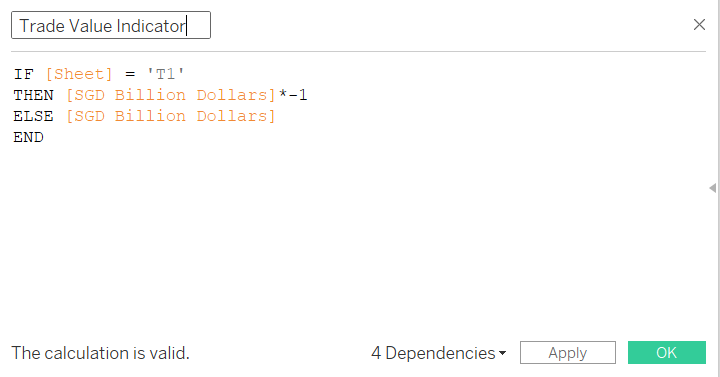 Trade Value Indicator
IF [Sheet] = 'T1'
THEN [SGD Billion Dollars]*-1
ELSE [SGD Billion Dollars]
END
The calculation is valid.
4 Dependencies
Apply
OK